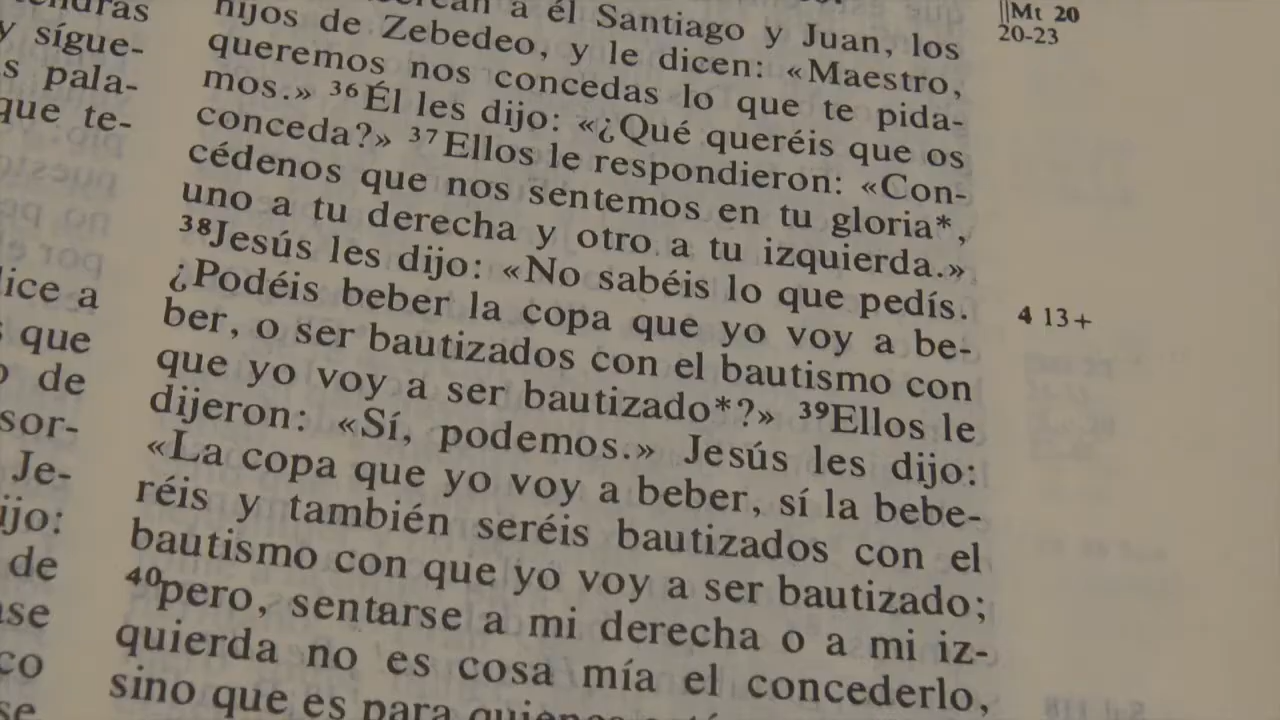 y sígue-
s pala-
que te-
ice a
que
de
sor-
Je-
ijo:
de
se
co
se
a él Santiago y Juan, los
hijos de Zebedeo, y le dicen: «Maestro,
queremos nos concedas lo que te pida-
mos.» 36Él les dijo: «¿Qué queréis que os
conceda?» 37Ellos le respondieron: «Con-
cédenos que nos sentemos en tu gloria*,
uno a tu derecha y otro a tu izquierda.»
38Jesús les dijo: «No sabéis lo que pedís.
¿Podéis beber la copa que yo voy a be-
ber, o ser bautizados con el bautismo con
que yo voy a ser bautizado*?» 39Ellos le
dijeron: «Sí, podemos.» Jesús les dijo:
«La copa que yo voy a beber, sí la bebe-
réis y también seréis bautizados con el
bautismo con que yo voy a ser bautizado;
40pero, sentarse a mi derecha o a mi iz-
quierda no es cosa mía el concederlo,
sino que es para
||Mt 20
20-23
4 13+